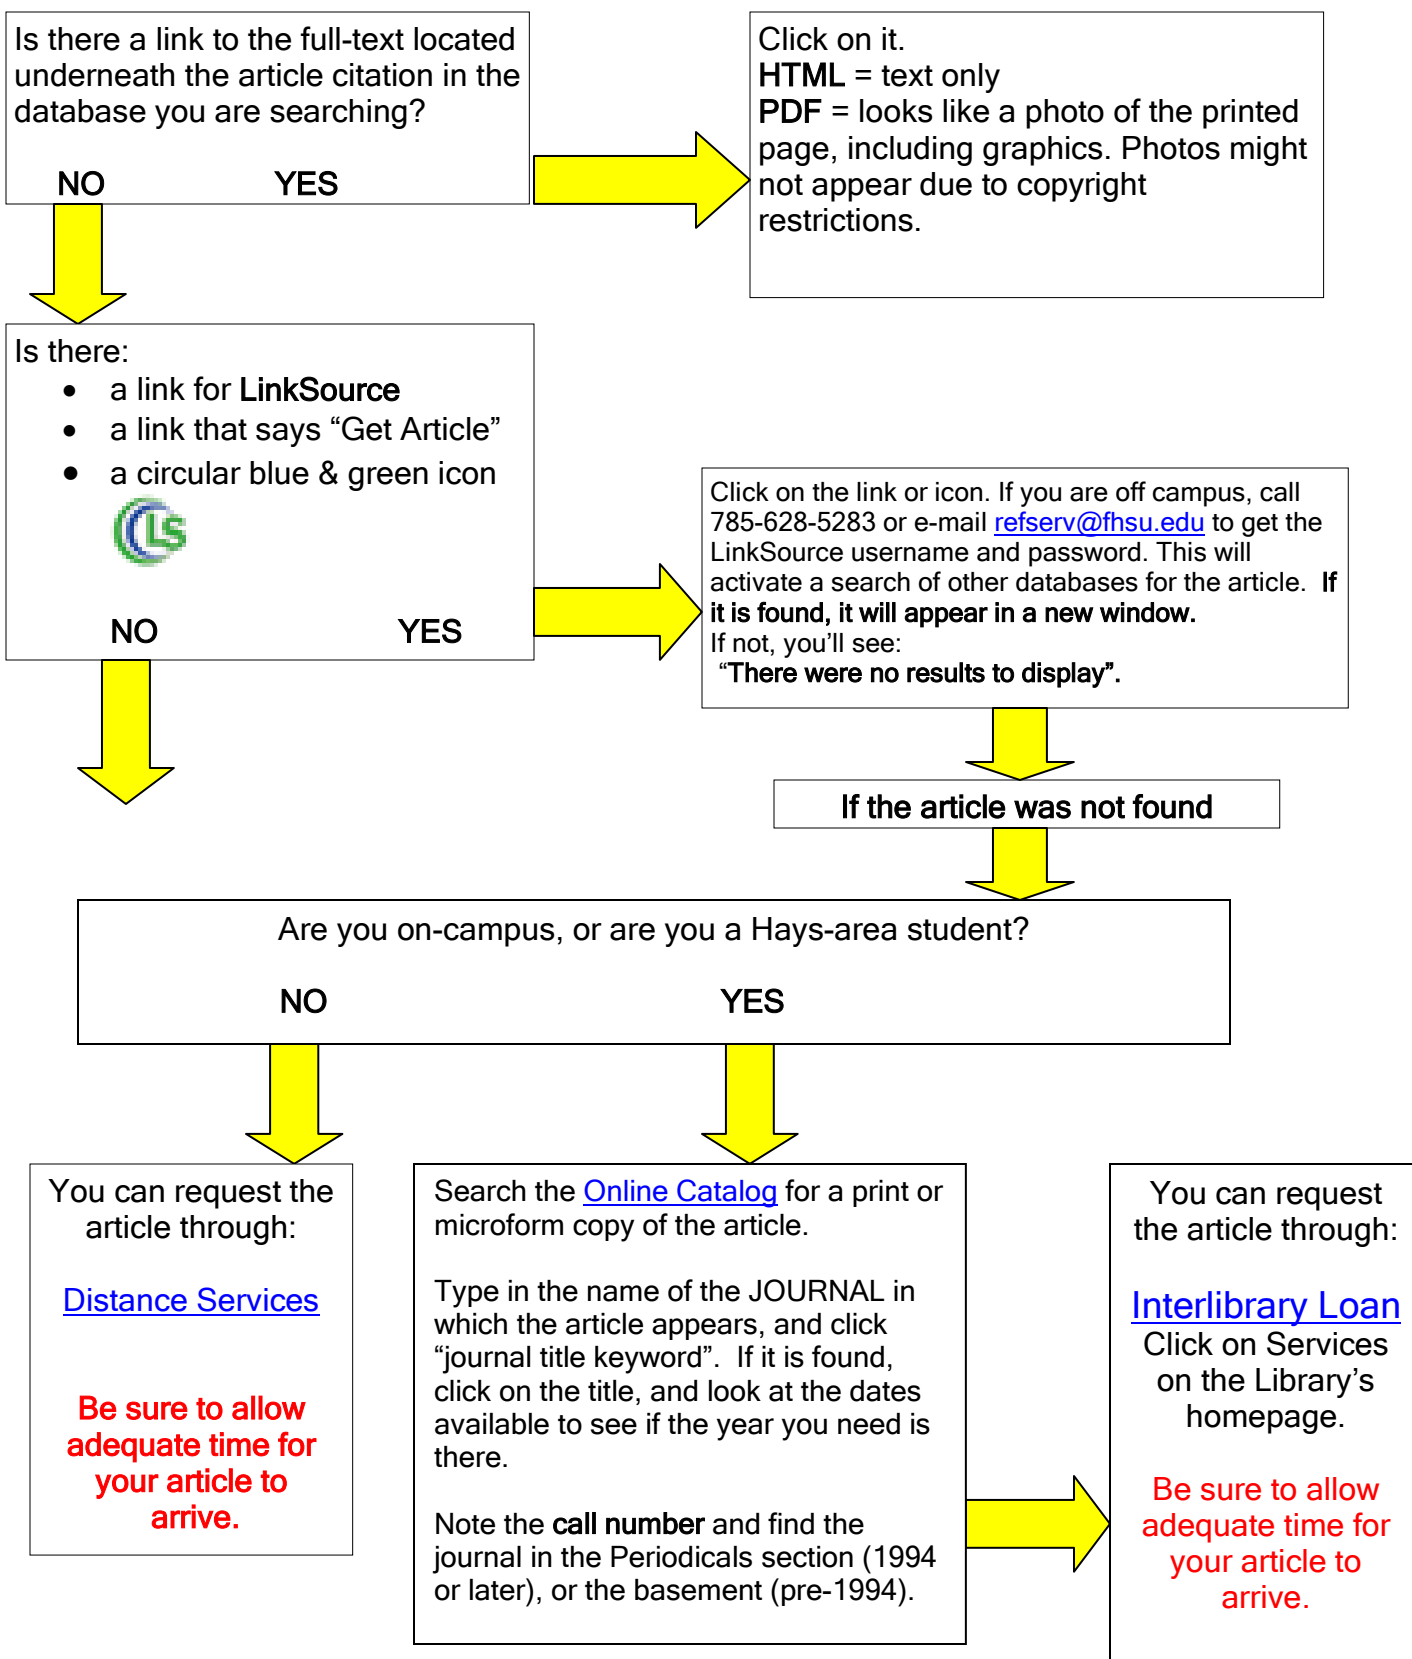 Is there a link to the full-text located
underneath the article citation in the
database you are searching?
NO YES
Click on it.
HTML = text only
PDF = looks like a photo of the printed
page, including graphics. Photos might
not appear due to copyright
restrictions.
Is there:
• a link for LinkSource
• a link that says “Get Article”
• a circular blue & green icon
LS
NO YES
Click on the link or icon. If you are off campus, call
785-628-5283 or e-mail refserv@fhsu.edu to get the
LinkSource username and password. This will
activate a search of other databases for the article. If
it is found, it will appear in a new window.
If not, you’ll see:
“There were no results to display”.
If the article was not found
Are you on-campus, or are you a Hays-area student?
NO YES
You can request the
article through:
Distance Services
Be sure to allow
adequate time for
your article to
arrive.
Search the Online Catalog for a print or
microform copy of the article.
Type in the name of the JOURNAL in
which the article appears, and click
“journal title keyword”. If it is found,
click on the title, and look at the dates
available to see if the year you need is
there.
Note the call number and find the
journal in the Periodicals section (1994
or later), or the basement (pre-1994).
You can request
the article through:
Interlibrary Loan
Click on Services
on the Library’s
homepage.
Be sure to allow
adequate time for
your article to
arrive.